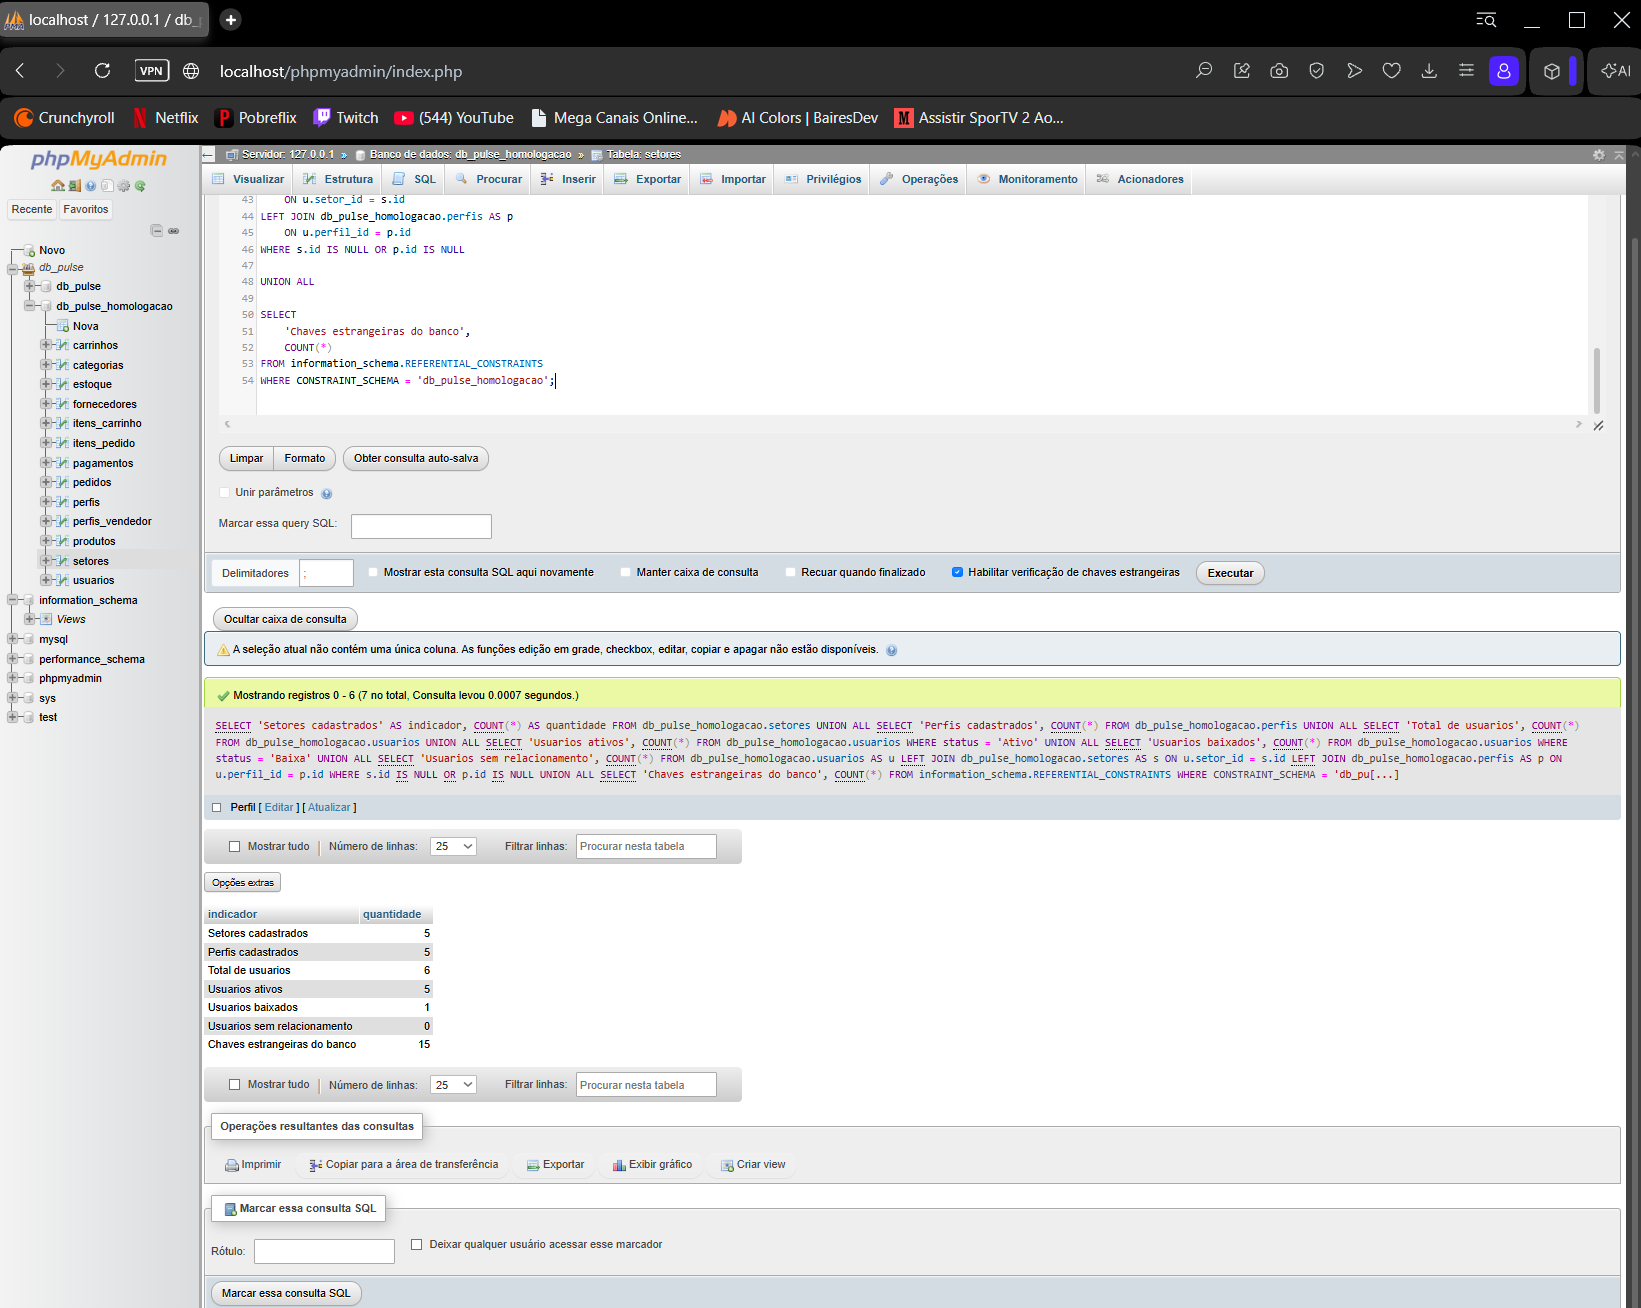 localhost / 127.0.0.1 / db_
VPN
localhost/phpmyadmin/index.php
AI
Crunchyroll
Netflix
Pobreflix
Twitch
(544) YouTube
Mega Canais Online...
AI Colors | BairesDev
Assistir SporTV 2 Ao...
phpMyAdmin
Recente
Favoritos
Novo
db_pulse
db_pulse
db_pulse_homologacao
Nova
carrinhos
categorias
estoque
fornecedores
itens_carrinho
itens_pedido
pagamentos
pedidos
perfis
perfis_vendedor
produtos
setores
usuarios
information_schema
Views
mysql
performance_schema
phpmyadmin
sys
test
Servidor: 127.0.0.1 » Banco de dados: db_pulse_homologacao » Tabela: setores
Visualizar
Estrutura
SQL
Procurar
Inserir
Exportar
Importar
Privilégios
Operações
Monitoramento
Acionadores
43 ON u.setor_id = s.id
44 LEFT JOIN db_pulse_homologacao.perfis AS p
45 ON u.perfil_id = p.id
46 WHERE s.id IS NULL OR p.id IS NULL
47
48 UNION ALL
49
50 SELECT
51 'Chaves estrangeiras do banco',
52 COUNT(*)
53 FROM information_schema.REFERENTIAL_CONSTRAINTS
54 WHERE CONSTRAINT_SCHEMA = 'db_pulse_homologacao';
Limpar
Formato
Obter consulta auto-salva
Unir parâmetros
Marcar essa query SQL:
Delimitadores ;
Mostrar esta consulta SQL aqui novamente
Manter caixa de consulta
Recuar quando finalizado
Habilitar verificação de chaves estrangeiras
Executar
Ocultar caixa de consulta
A seleção atual não contém uma única coluna. As funções edição em grade, checkbox, editar, copiar e apagar não estão disponíveis.
Mostrando registros 0 - 6 (7 no total, Consulta levou 0.0007 segundos.)
SELECT 'Setores cadastrados' AS indicador, COUNT(*) AS quantidade FROM db_pulse_homologacao.setores UNION ALL SELECT 'Perfis cadastrados', COUNT(*) FROM db_pulse_homologacao.perfis UNION ALL SELECT 'Total de usuarios', COUNT(*)
FROM db_pulse_homologacao.usuarios UNION ALL SELECT 'Usuarios ativos', COUNT(*) FROM db_pulse_homologacao.usuarios WHERE status = 'Ativo' UNION ALL SELECT 'Usuarios baixados', COUNT(*) FROM db_pulse_homologacao.usuarios WHERE
status = 'Baixa' UNION ALL SELECT 'Usuarios sem relacionamento', COUNT(*) FROM db_pulse_homologacao.usuarios AS u LEFT JOIN db_pulse_homologacao.setores AS s ON u.setor_id = s.id LEFT JOIN db_pulse_homologacao.perfis AS p ON
u.perfil_id = p.id WHERE s.id IS NULL OR p.id IS NULL UNION ALL SELECT 'Chaves estrangeiras do banco', COUNT(*) FROM information_schema.REFERENTIAL_CONSTRAINTS WHERE CONSTRAINT_SCHEMA = 'db_pu[...]
Perfil [ Editar ] [ Atualizar ]
Mostrar tudo | Número de linhas: 25 Filtrar linhas: Procurar nesta tabela
Opções extras
indicador quantidade
Setores cadastrados 5
Perfis cadastrados 5
Total de usuarios 6
Usuarios ativos 5
Usuarios baixados 1
Usuarios sem relacionamento 0
Chaves estrangeiras do banco 15
Mostrar tudo | Número de linhas: 25 Filtrar linhas: Procurar nesta tabela
Operações resultantes das consultas
Imprimir
Copiar para a área de transferência
Exportar
Exibir gráfico
Criar view
Marcar essa consulta SQL
Rótulo:
Deixar qualquer usuário acessar esse marcador
Marcar essa consulta SQL